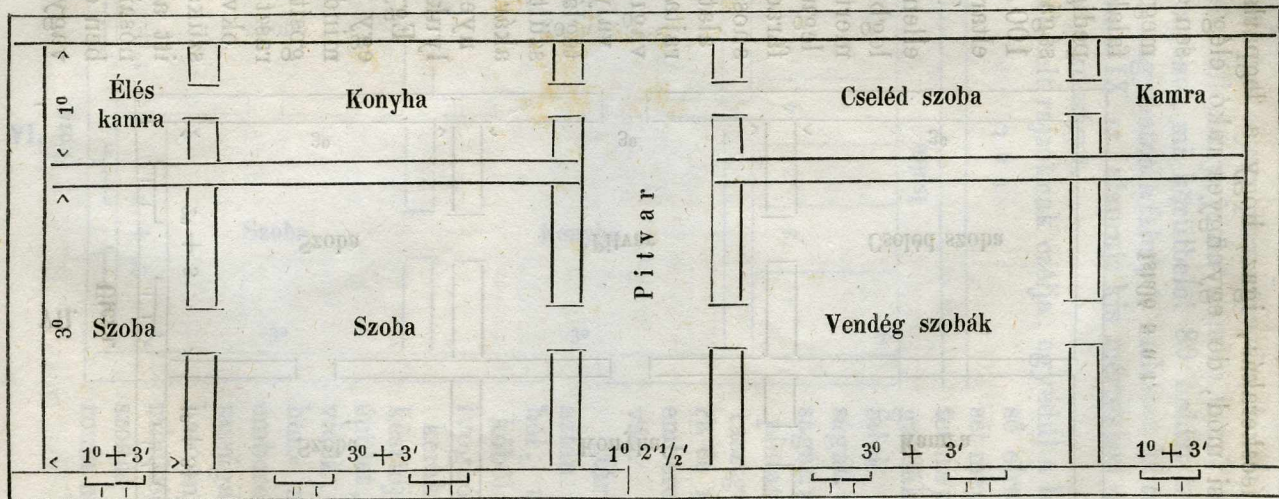 Élés
kamra
Konyha
Cseléd szoba
Kamra
1⁰
Pitvar
3⁰
Szoba
Szoba
Vendég szobák
1⁰ + 3′
3⁰ + 3′
1⁰ 2′1/2′
3⁰ + 3′
1⁰ + 3′